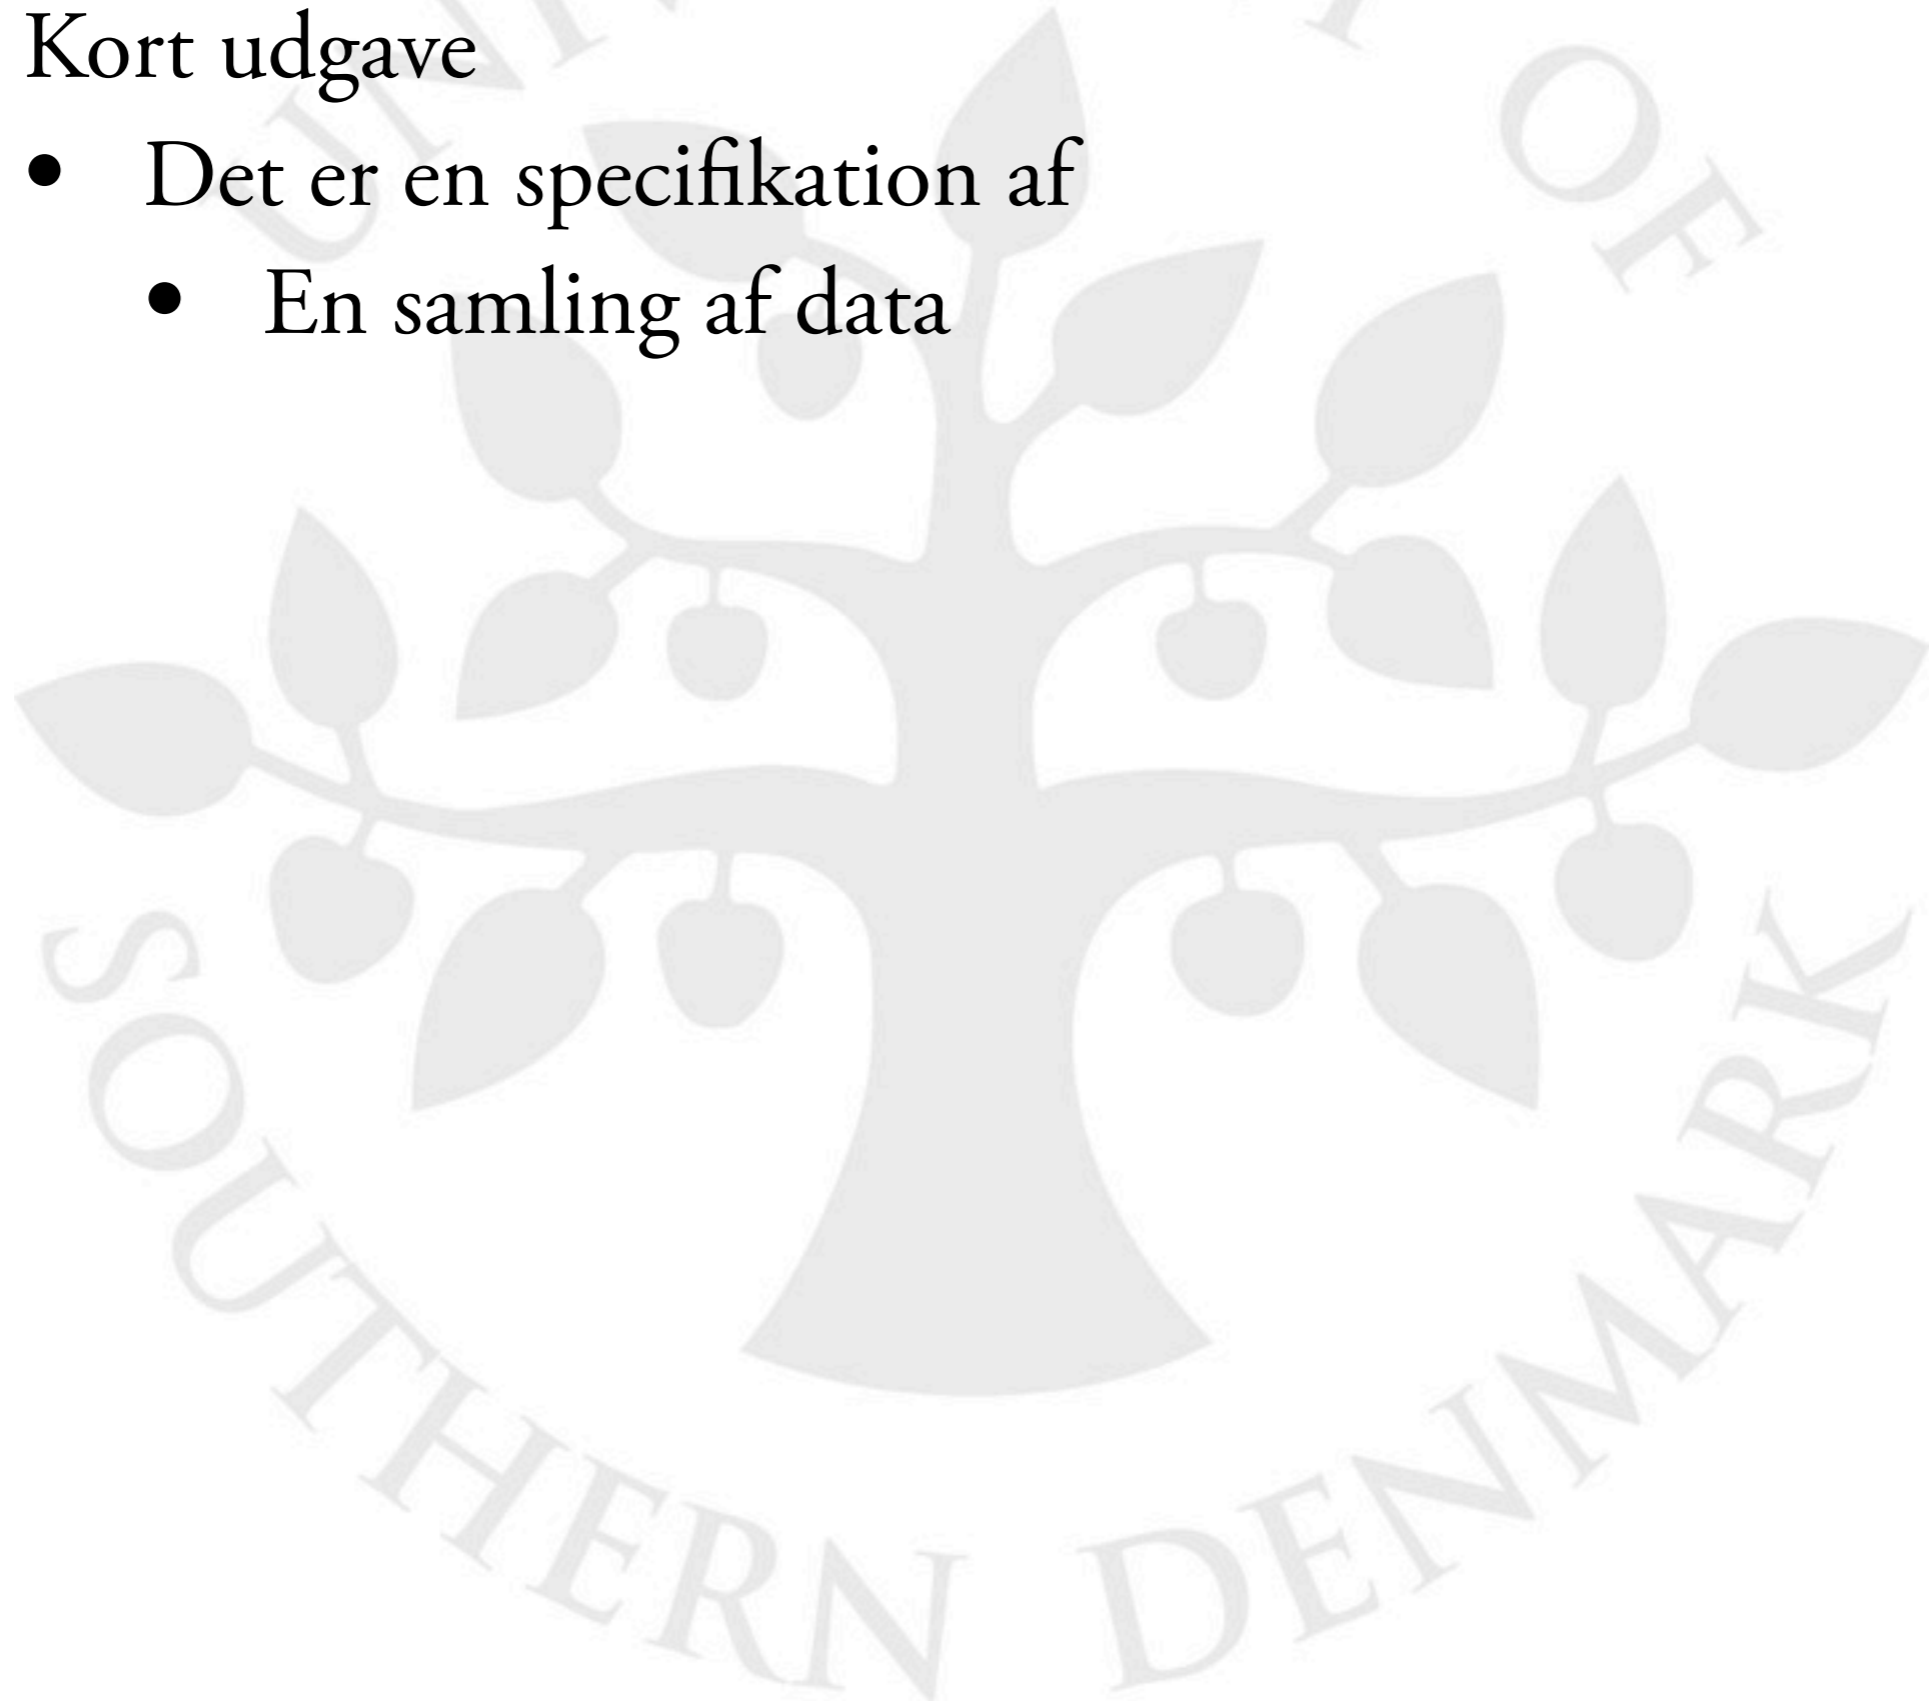 Kort udgave
• Det er en specifikation af
• En samling af data
OF
SOUTHERN DENMARK